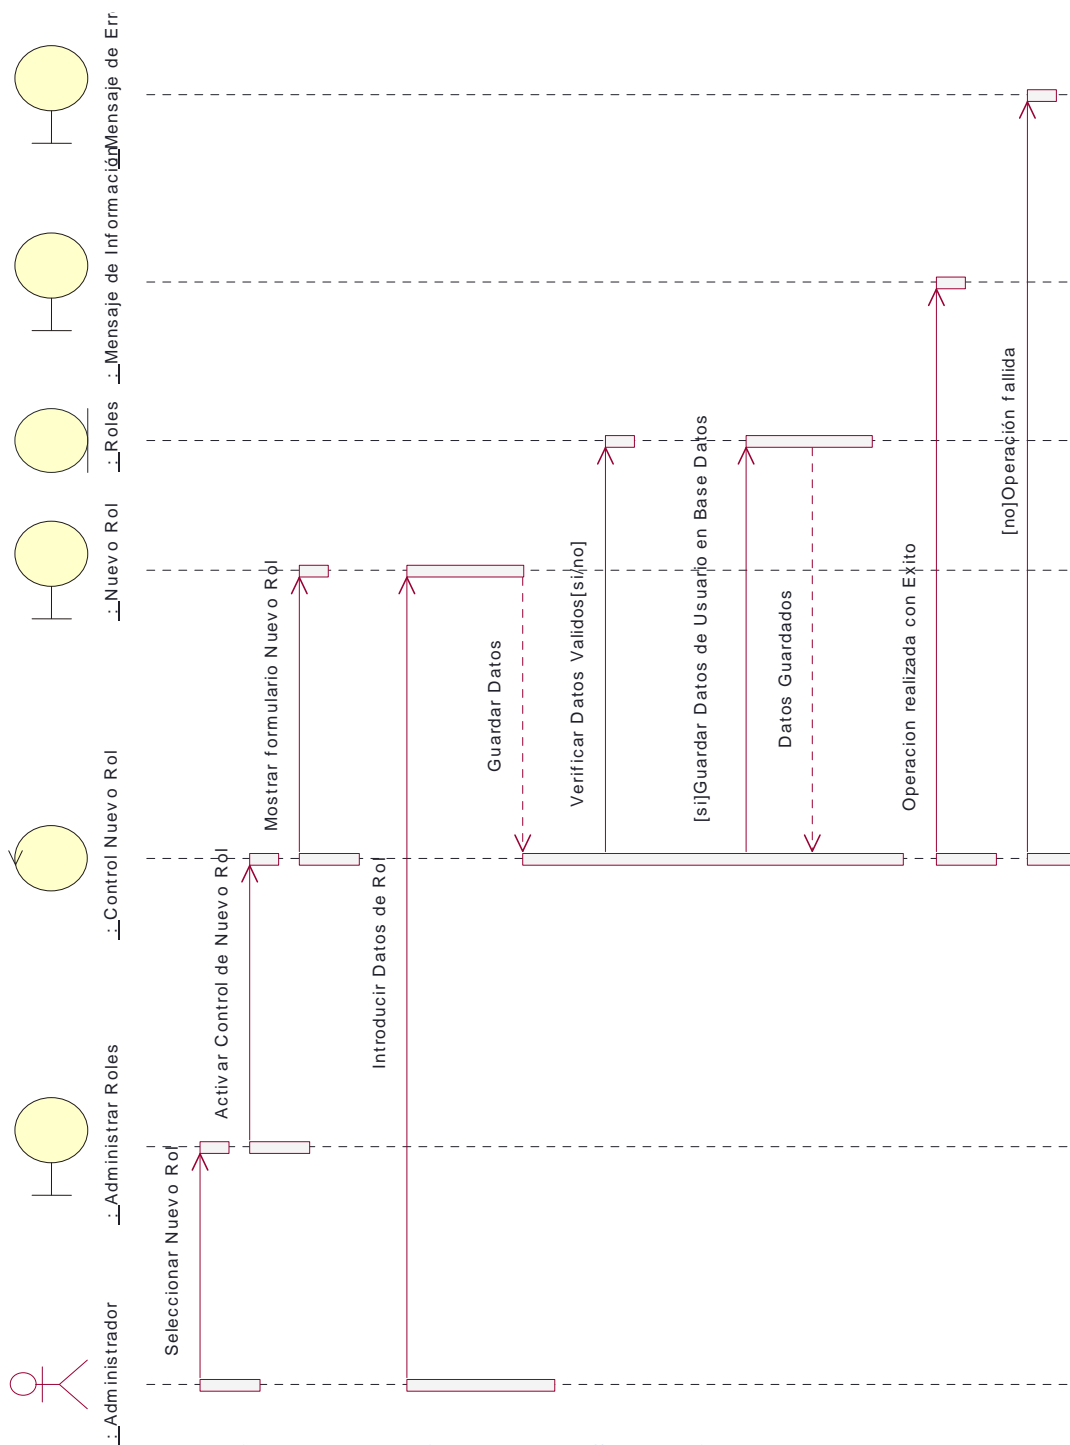 : Administrador
: Administrar Roles
: Control Nuevo Rol
: Nuevo Rol
: Roles
: Mensaje de Información
: Mensaje de Err
Seleccionar Nuevo Rol
Activar Control de Nuevo Rol
Mostrar formulario Nuevo Rol
Introducir Datos de Rol
Guardar Datos
Verificar Datos Validos[si/no]
[si]Guardar Datos de Usuario en Base Datos
Datos Guardados
Operacion realizada con Exito
[no]Operación fallida